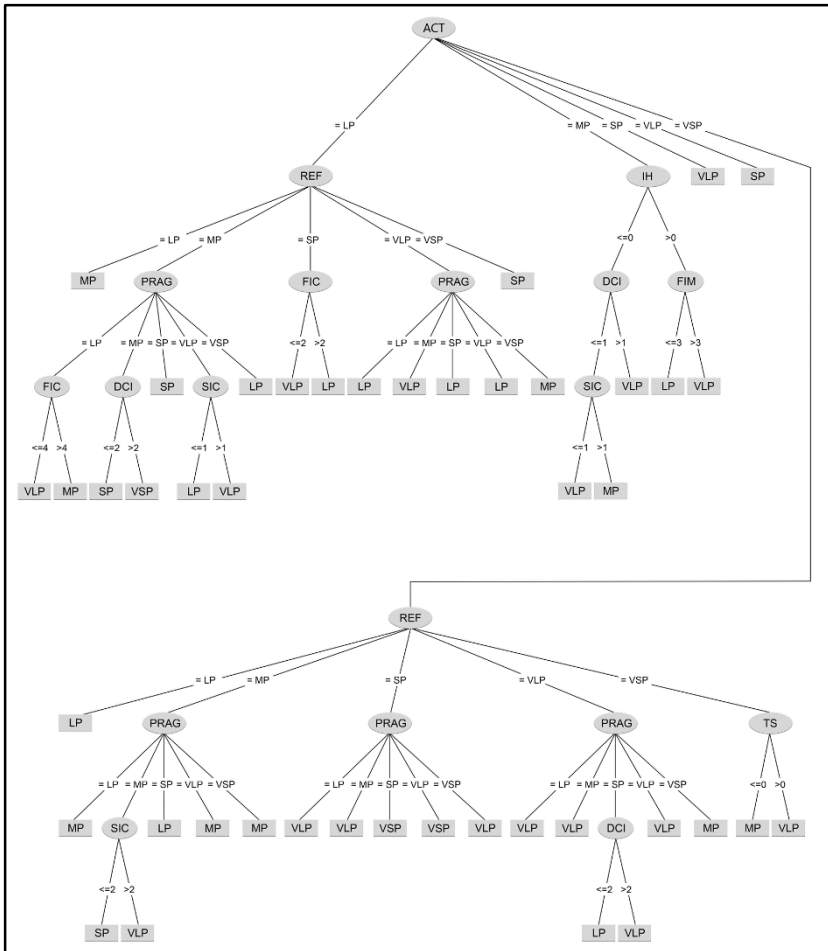 ACT
= LP = MP = SP = VLP = VSP
REF IH VLP SP
= LP = MP = SP = VLP = VSP <=0 >0
MP PRAG FIC PRAG SP DCI FIM
= LP = MP = SP = VLP = VSP <=2 >2 = LP = MP = SP = VLP = VSP <=1 >1 <=3 >3
FIC DCI SP SIC LP VLP LP LP VLP LP LP MP SIC VLP LP VLP
<=4 >4 <=2 >2 <=1 >1 <=1 >1
VLP MP SP VSP LP VLP VLP MP
REF
= LP = MP = SP = VLP = VSP
LP PRAG PRAG PRAG TS
= LP = MP = SP = VLP = VSP = LP = MP = SP = VLP = VSP = LP = MP = SP = VLP = VSP <=0 >0
MP SIC LP MP MP VLP VLP VSP VSP VLP VLP VLP DCI VLP MP MP VLP
<=2 >2 <=2 >2
SP VLP LP VLP